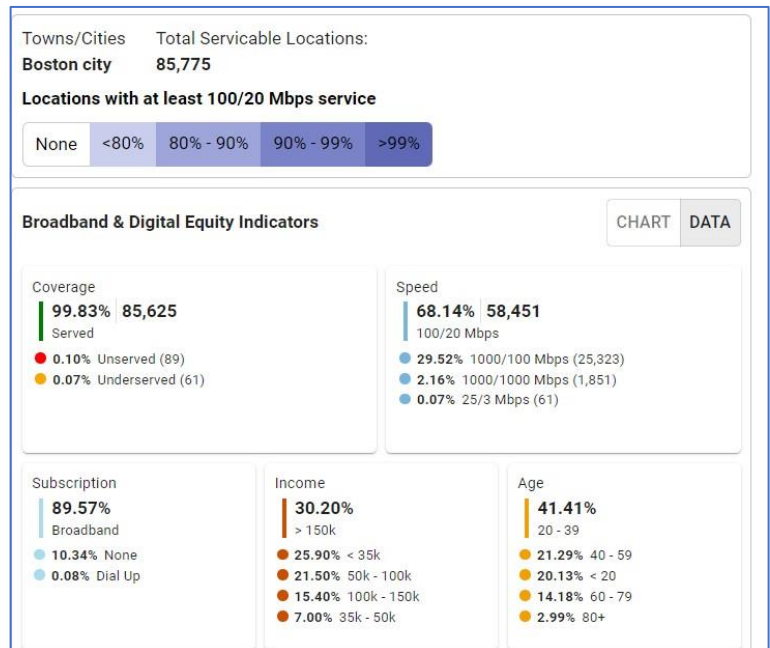 Towns/Cities Total Servicable Locations:
Boston city 85,775
Locations with at least 100/20 Mbps service
None <80% 80% - 90% 90% - 99% >99%
Broadband & Digital Equity Indicators CHART DATA
Coverage
99.83% 85,625
Served
0.10% Unserved (89)
0.07% Underserved (61)
Speed
68.14% 58,451
100/20 Mbps
29.52% 1000/100 Mbps (25,323)
2.16% 1000/1000 Mbps (1,851)
0.07% 25/3 Mbps (61)
Subscription
89.57%
Broadband
10.34% None
0.08% Dial Up
Income
30.20%
> 150k
25.90% < 35k
21.50% 50k - 100k
15.40% 100k - 150k
7.00% 35k - 50k
Age
41.41%
20 - 39
21.29% 40 - 59
20.13% < 20
14.18% 60 - 79
2.99% 80+